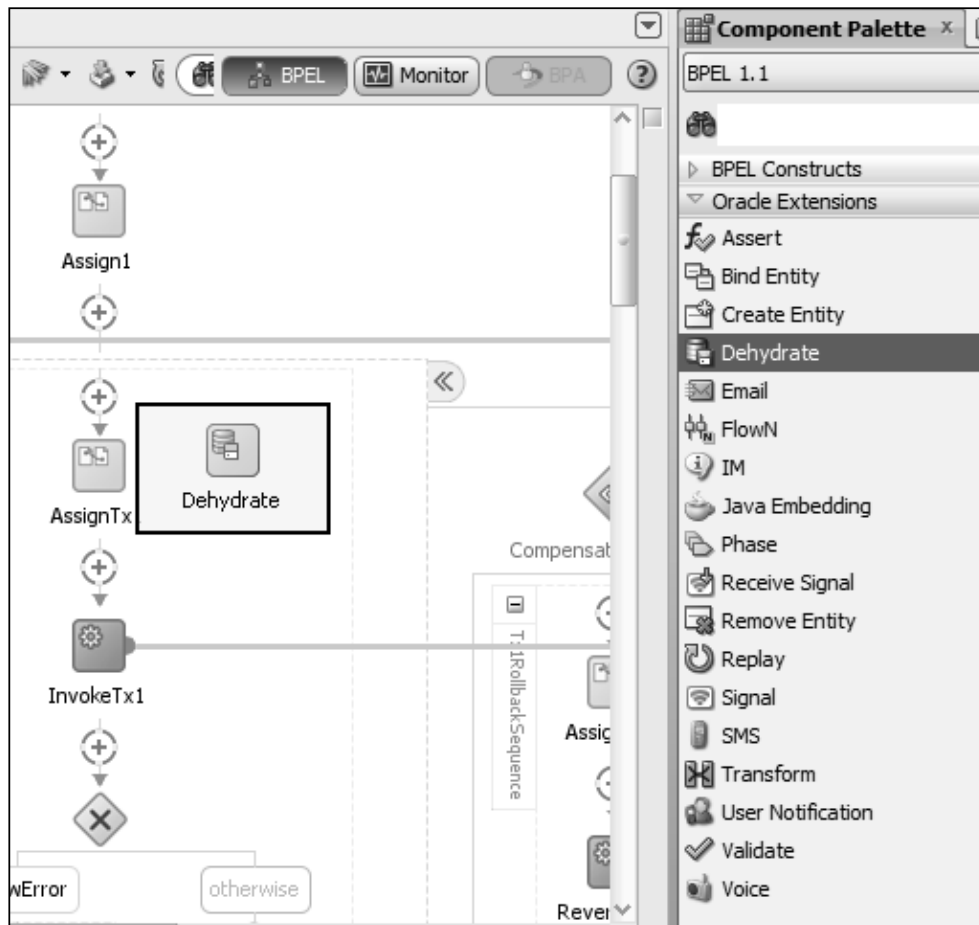 BPEL
Monitor
BPA
?
Assign1
AssignTx
Dehydrate
InvokeTx1
wError
otherwise
Compensat
T: 1RollbackSequence
Assig
Rever
Component Palette x
BPEL 1.1
BPEL Constructs
Oracle Extensions
Assert
Bind Entity
Create Entity
Dehydrate
Email
FlowN
IM
Java Embedding
Phase
Receive Signal
Remove Entity
Replay
Signal
SMS
Transform
User Notification
Validate
Voice